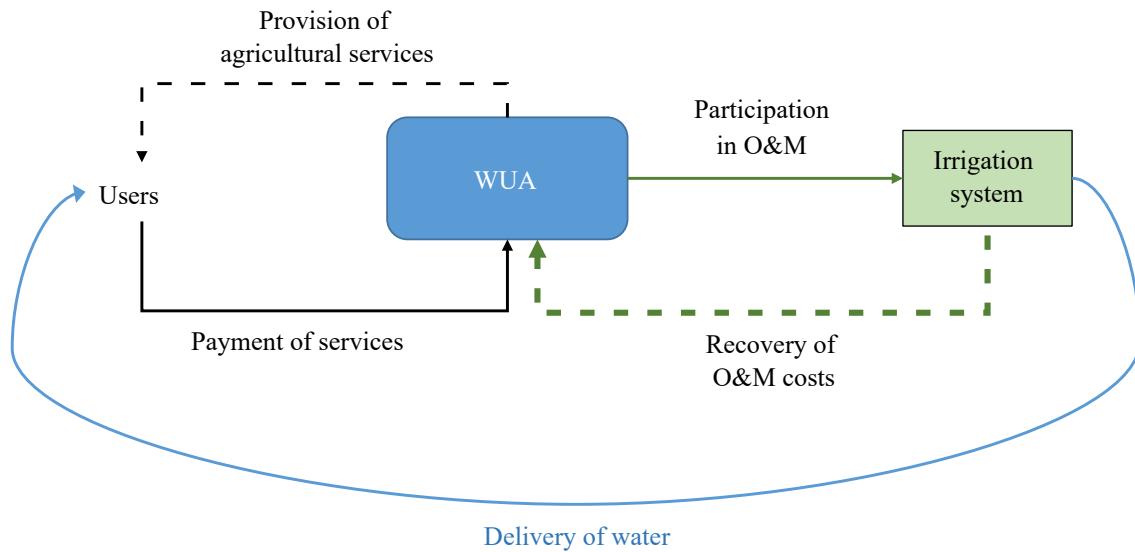 Provision of
agricultural services
Participation
in O&M
WUA
Irrigation
system
Users
Payment of services
Recovery of
O&M costs
Delivery of water